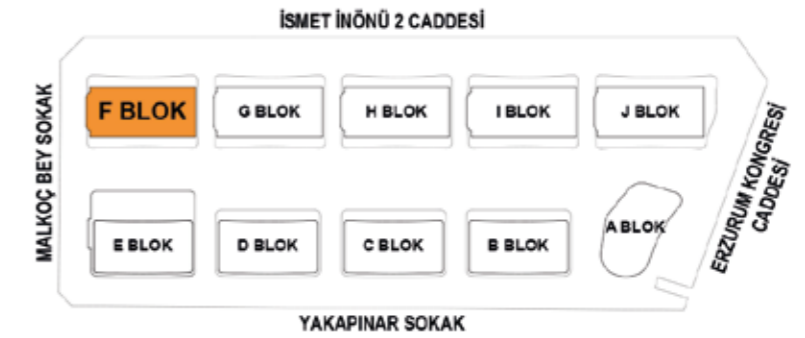 İSMET İNÖNÜ 2 CADDESİ
MALKOÇ BEY SOKAK
F BLOK
G BLOK
H BLOK
I BLOK
J BLOK
ERZURUM KONGRESİ
CADDESİ
E BLOK
D BLOK
C BLOK
B BLOK
A BLOK
YAKAPINAR SOKAK